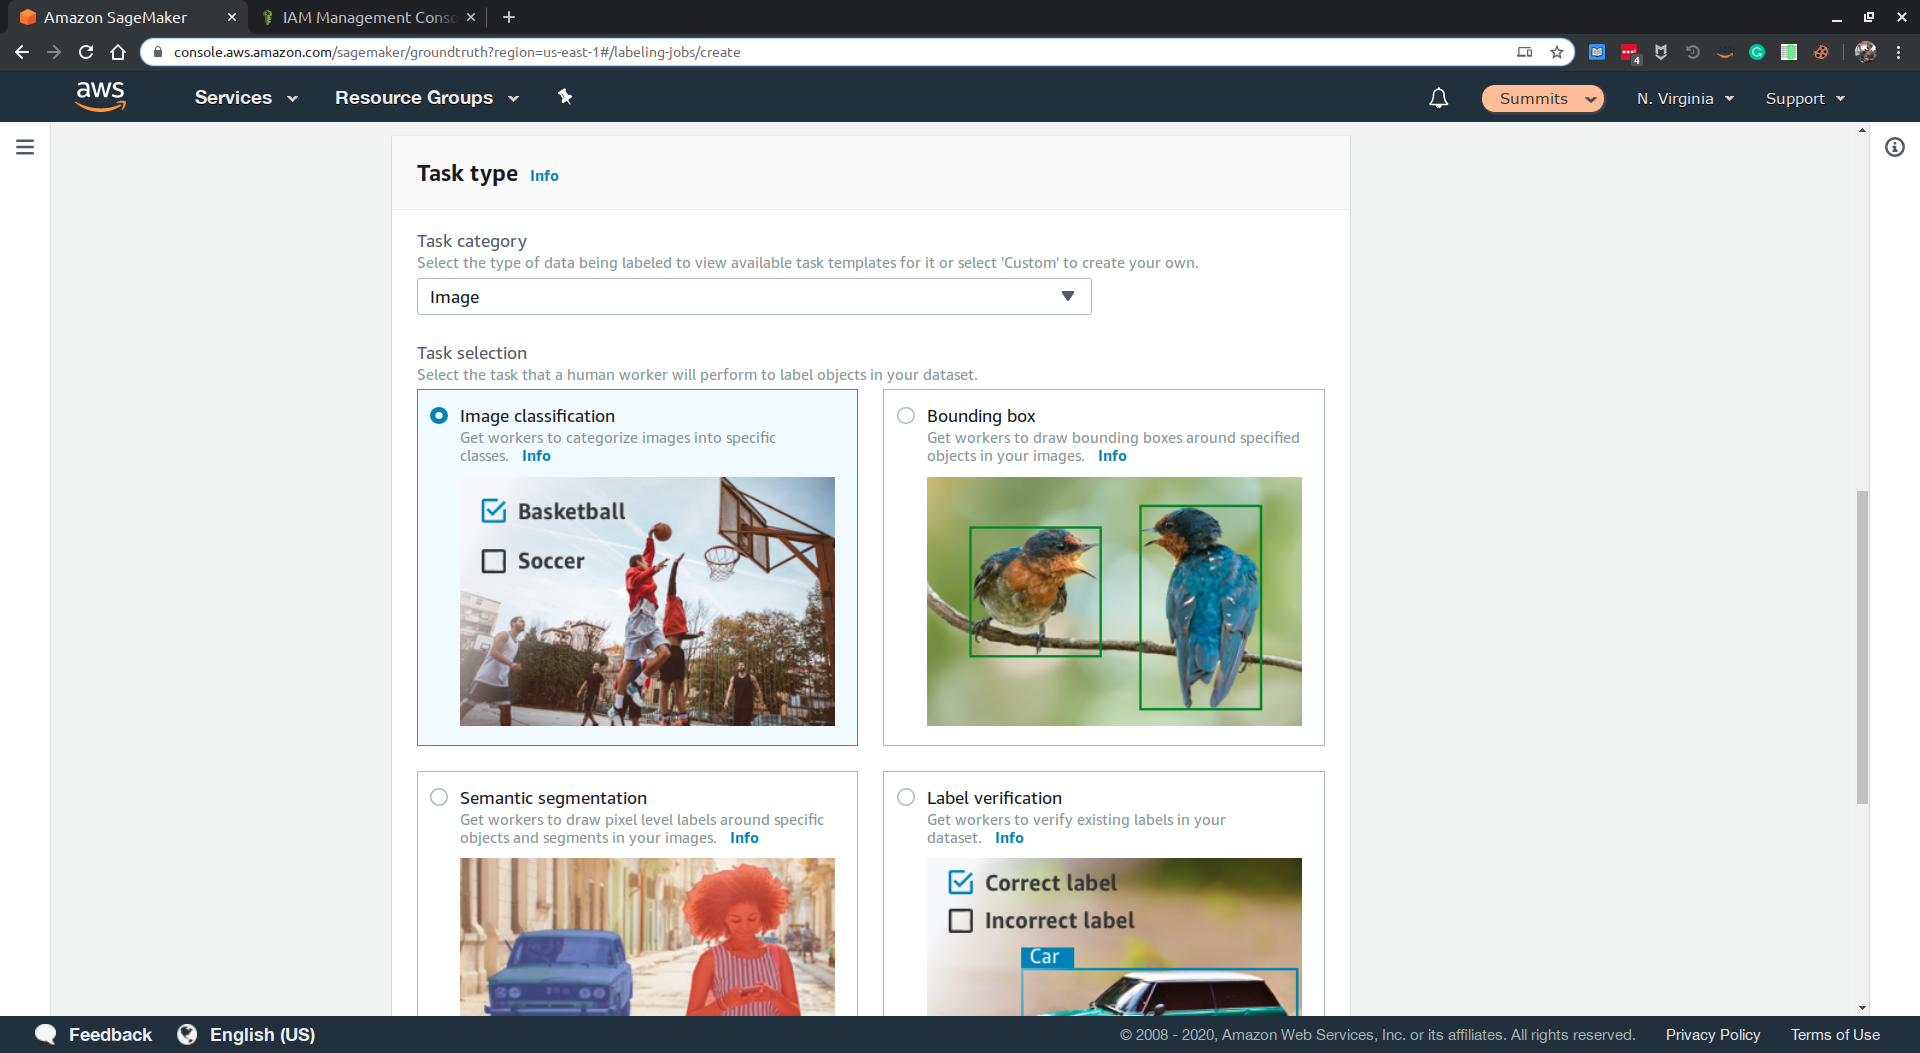 Amazon SageMaker
IAM Management Conso
console.aws.amazon.com/sagemaker/groundtruth?region=us-east-1#/labeling-jobs/create
4
aws
Services
Resource Groups
Summits
N. Virginia
Support
Task type Info
Task category
Select the type of data being labeled to view available task templates for it or select 'Custom' to create your own.
Image
Task selection
Select the task that a human worker will perform to label objects in your dataset.
Image classification
Get workers to categorize images into specific
classes. Info
Basketball
Soccer
Bounding box
Get workers to draw bounding boxes around specified
objects in your images. Info
Semantic segmentation
Get workers to draw pixel level labels around specific
objects and segments in your images. Info
Label verification
Get workers to verify existing labels in your
dataset. Info
Correct label
Incorrect label
Car
Feedback
English (US)
© 2008 - 2020, Amazon Web Services, Inc. or its affiliates. All rights reserved.
Privacy Policy
Terms of Use